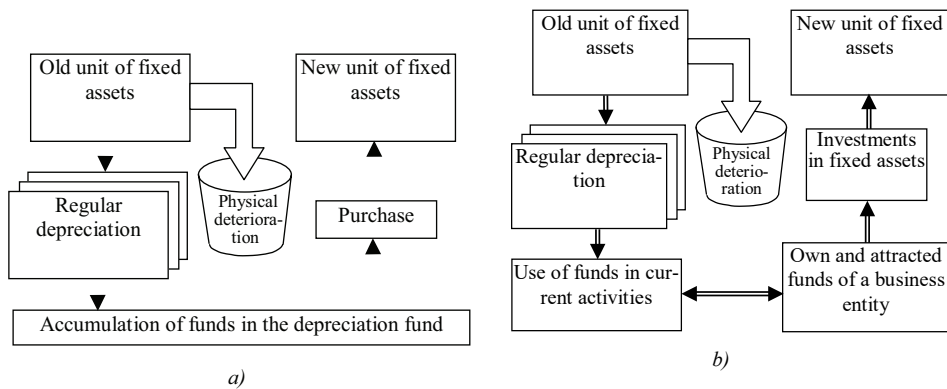 Old unit of fixed
assets
New unit of fixed
assets
Regular
depreciation
Physical
deteriora-
tion
Purchase
Accumulation of funds in the depreciation fund
a)
Old unit of fixed
assets
New unit of fixed
assets
Regular deprecia-
tion
Physical
deterio-
ration
Investments
in fixed assets
Use of funds in cur-
rent activities
Own and attracted
funds of a business
entity
b)